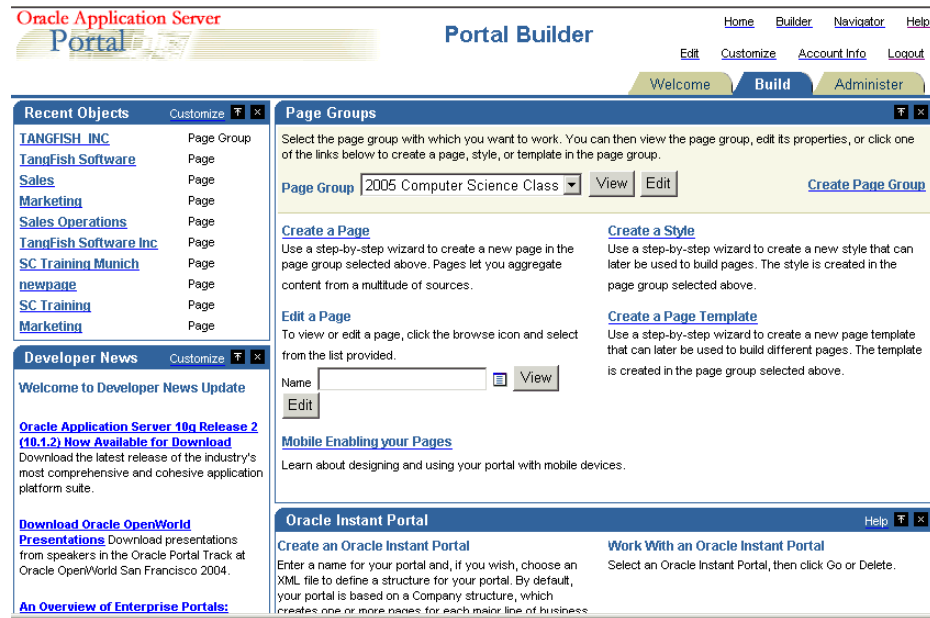 Oracle Application Server
Portal
Portal Builder
Home Builder Navigator Help
Edit Customize Account Info Logout
Welcome Build Administer
Recent Objects Customize
TANGFISH INC Page Group
TangFish Software Page
Sales Page
Marketing Page
Sales Operations Page
TangFish Software Inc Page
SC Training Munich Page
newpage Page
SC Training Page
Marketing Page
Developer News Customize
Welcome to Developer News Update
Oracle Application Server 10g Release 2
(10.1.2) Now Available for Download
Download the latest release of the industry's
most comprehensive and cohesive application
platform suite.
Download Oracle OpenWorld
Presentations Download presentations
from speakers in the Oracle Portal Track at
Oracle OpenWorld San Francisco 2004.
An Overview of Enterprise Portals:
Page Groups
Select the page group with which you want to work. You can then view the page group, edit its properties, or click one
of the links below to create a page, style, or template in the page group.
Page Group 2005 Computer Science Class View Edit Create Page Group
Create a Page
Use a step-by-step wizard to create a new page in the
page group selected above. Pages let you aggregate
content from a multitude of sources.
Edit a Page
To view or edit a page, click the browse icon and select
from the list provided.
Name View
Edit
Mobile Enabling your Pages
Learn about designing and using your portal with mobile devices.
Create a Style
Use a step-by-step wizard to create a new style that can
later be used to build pages. The style is created in the
page group selected above.
Create a Page Template
Use a step-by-step wizard to create a new page template
that can later be used to build different pages. The template
is created in the page group selected above.
Oracle Instant Portal Help
Create an Oracle Instant Portal
Enter a name for your portal and, if you wish, choose an
XML file to define a structure for your portal. By default,
your portal is based on a Company structure, which
creates one or more pages for each major line of business
Work With an Oracle Instant Portal
Select an Oracle Instant Portal, then click Go or Delete.